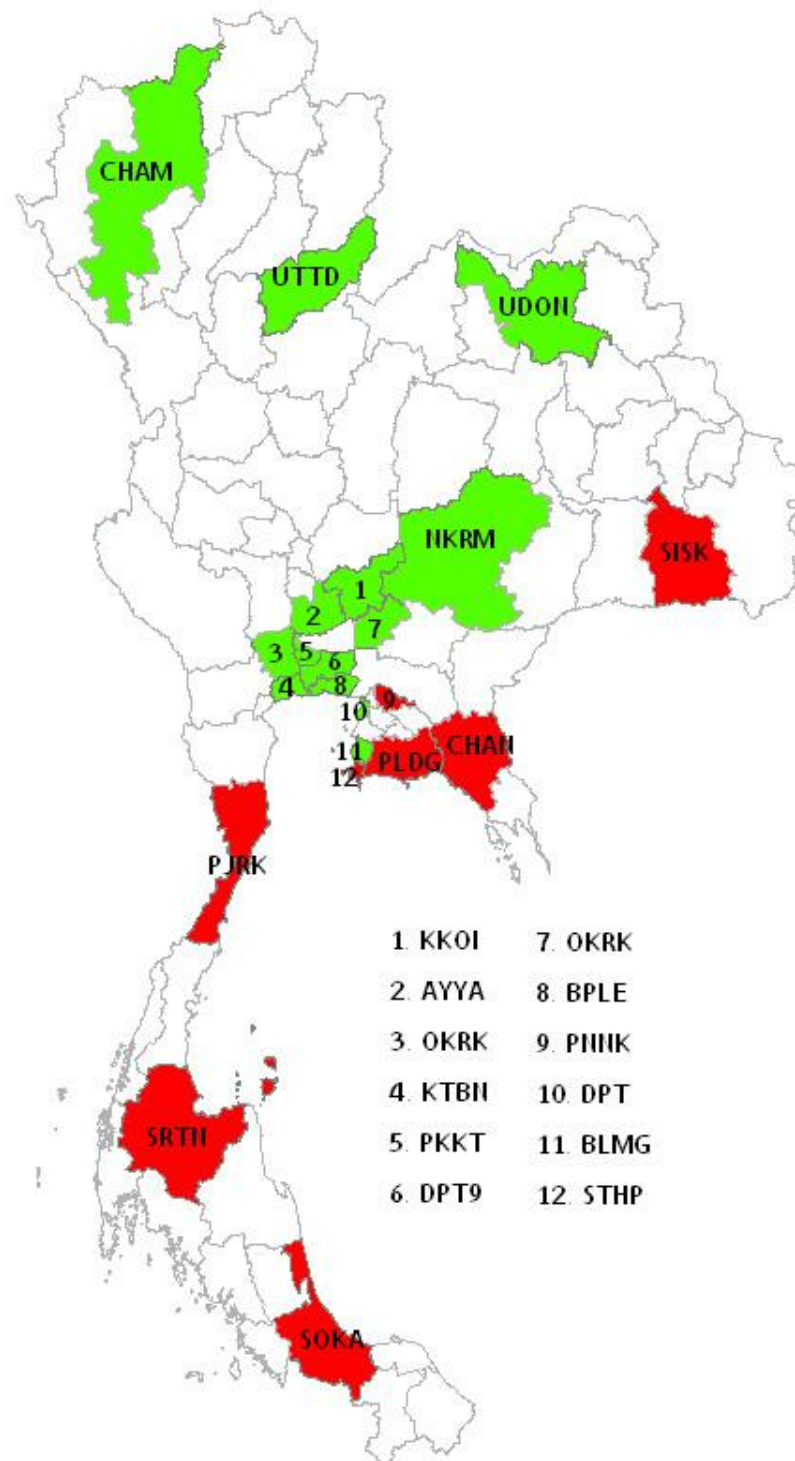 CHAM
UTTD
UDON
NKRM
SISK
1
2
7
3
5
6
4
8
9
10
CHAN
11
PLDG
12
PJRK
1. KKOI 7. OKRK
2. AYYA 8. BPLE
3. OKRK 9. PNNK
4. KTBN 10. DPT
5. PKKT 11. BLMG
6. DPT9 12. STHP
SRTN
SOKA